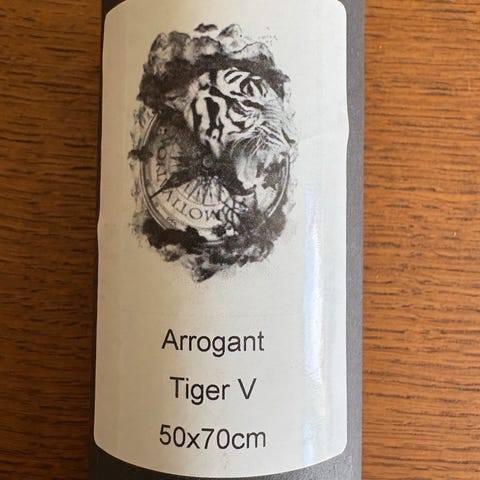 Arrogant
Tiger V
50x70cm